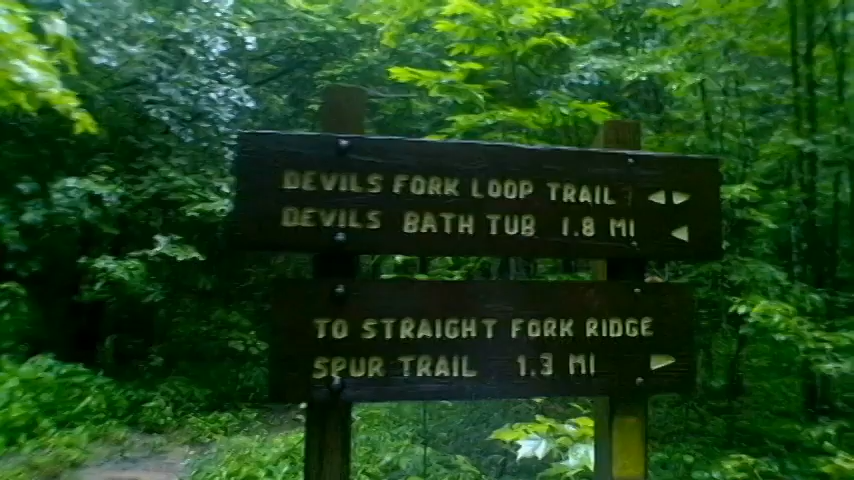 DEVILS FORK LOOP TRAIL
DEVILS BATH TUB 1.8 MI
TO STRAIGHT FORK RIDGE
SPUR TRAIL 1.3 MI